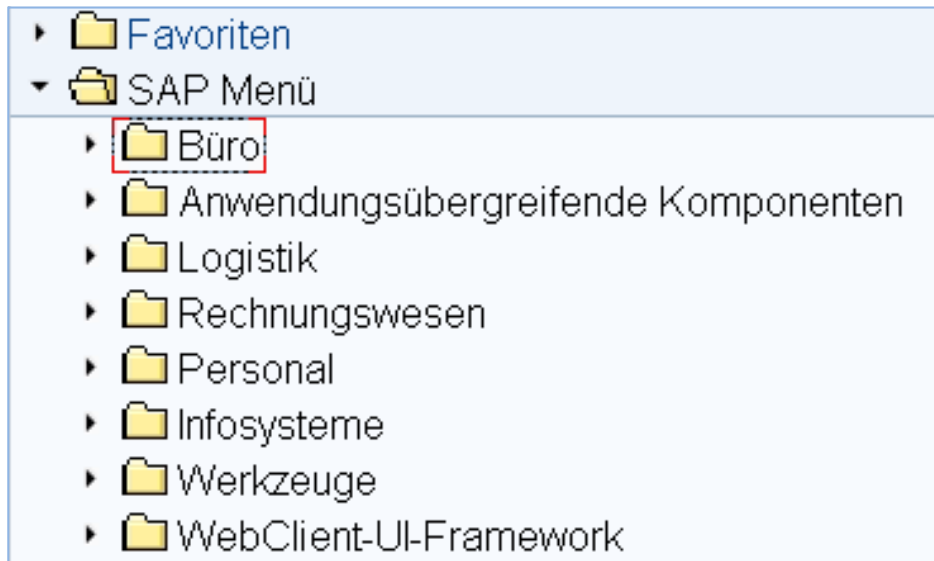 Favoriten
SAP Menü
Büro
Anwendungsübergreifende Komponenten
Logistik
Rechnungswesen
Personal
Infosysteme
Werkzeuge
WebClient-UI-Framework